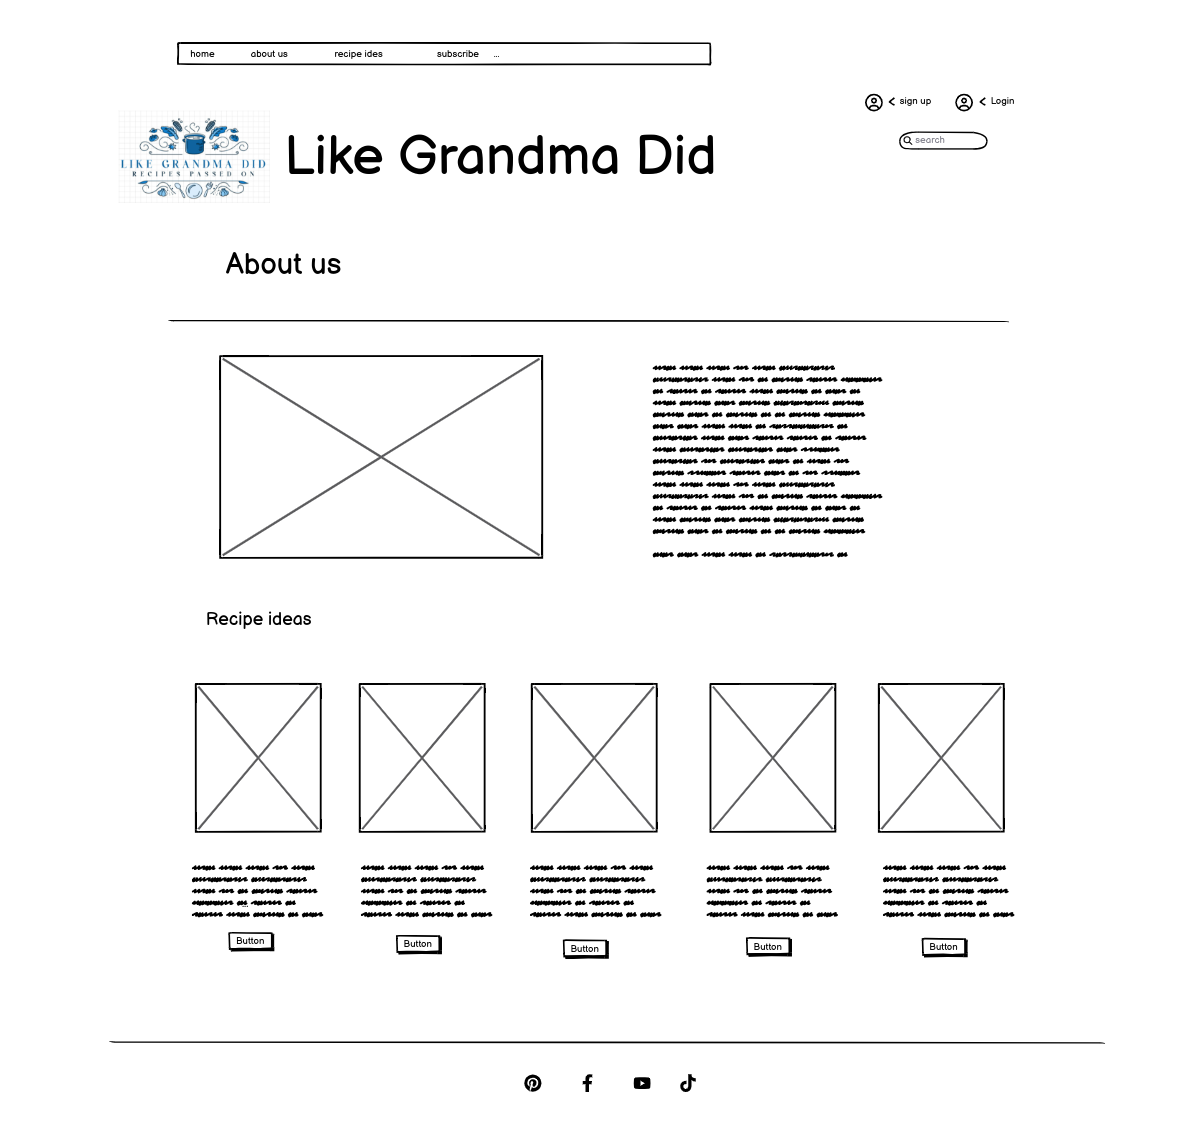 home about us recipe ides subscribe ...
sign up Login
search
LIKE GRANDMA DID
RECIPES PASSED ON
Like Grandma Did
About us
Recipe ideas
Button Button Button Button Button